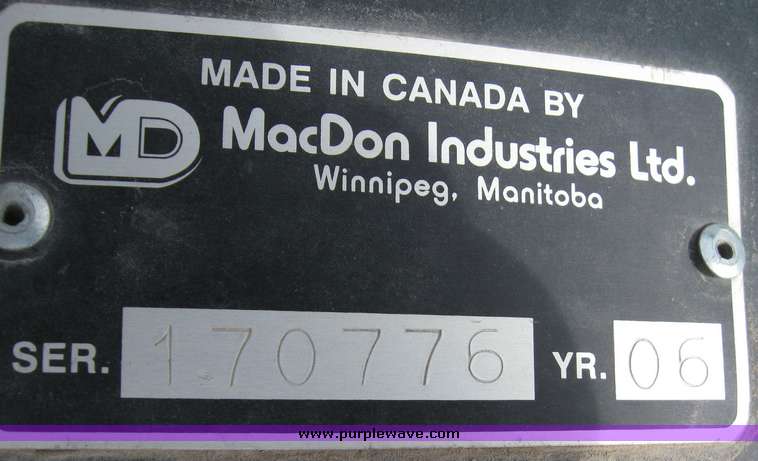 MADE IN CANADA BY
MD MacDon Industries Ltd.
Winnipeg, Manitoba
SER. 170776 YR. 06
www.purplewave.com